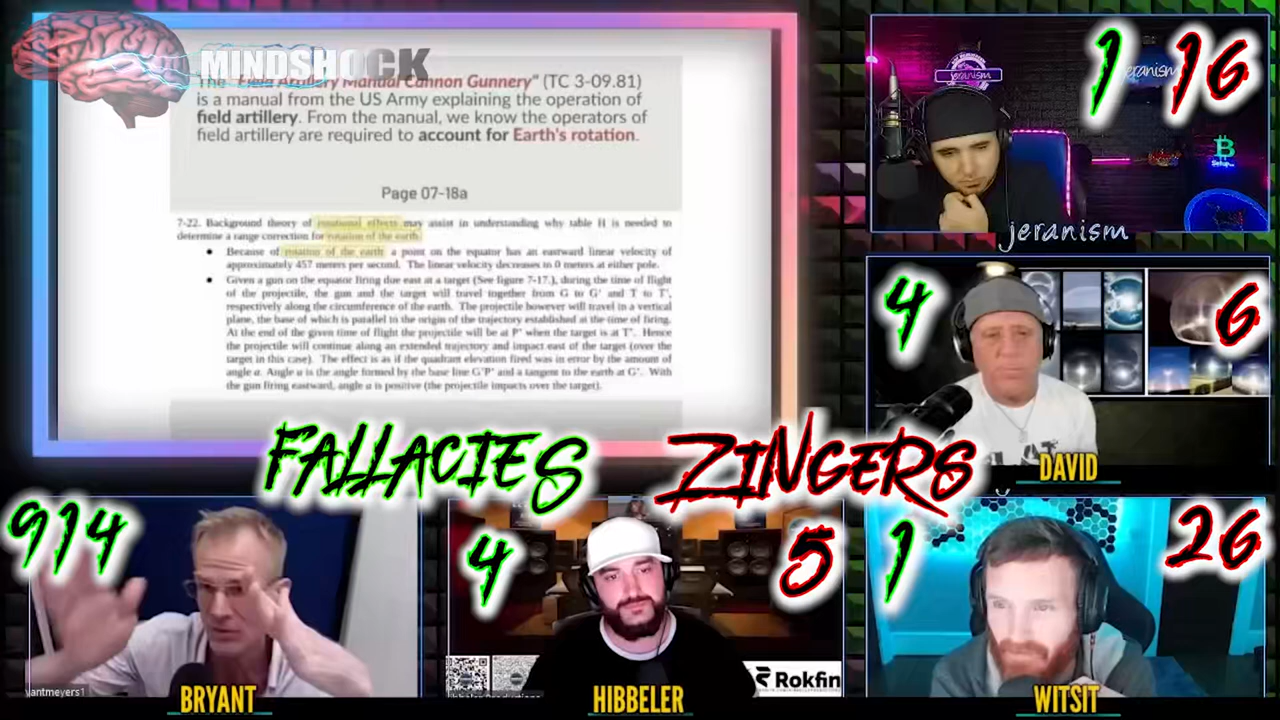 MINDSHOCK
The "Field Artillery Manual Cannon Gunnery" (TC 3-09.81)
is a manual from the US Army explaining the operation of
field artillery. From the manual, we know the operators of
field artillery are required to account for Earth's rotation.
Page 07-18a
7-22. Background theory of rotational effects may assist in understanding why table H is needed to
determine a range correction for rotation of the earth.
• Because of rotation of the earth a point on the equator has an eastward linear velocity of
approximately 457 meters per second. The linear velocity decreases to 0 meters at either pole.
• Given a gun on the equator firing due east at a target (See figure 7-17.), during the time of flight
of the projectile, the gun and the target will travel together from G to G' and T to T',
respectively along the circumference of the earth. The projectile however will travel in a vertical
plane, the base of which is parallel to the origin of the trajectory established at the time of firing.
At the end of the given time of flight the projectile will be at P' when the target is at T'. Hence
the projectile will continue along an extended trajectory and impact east of the target (over the
target in this case). The effect is as if the quadrant elevation fired was in error by the amount of
angle a. Angle a is the angle formed by the base line G'P' and a tangent to the earth at G'. With
the gun firing eastward, angle a is positive (the projectile impacts over the target).
jeranism
jeranism
Setup...
1 16
jeranism
4 6
DAVID
FALLACIES ZINGERS
914
antmeyers1
BRYANT
4 5
Rokfin
HIBBELER
1 26
WITSIT